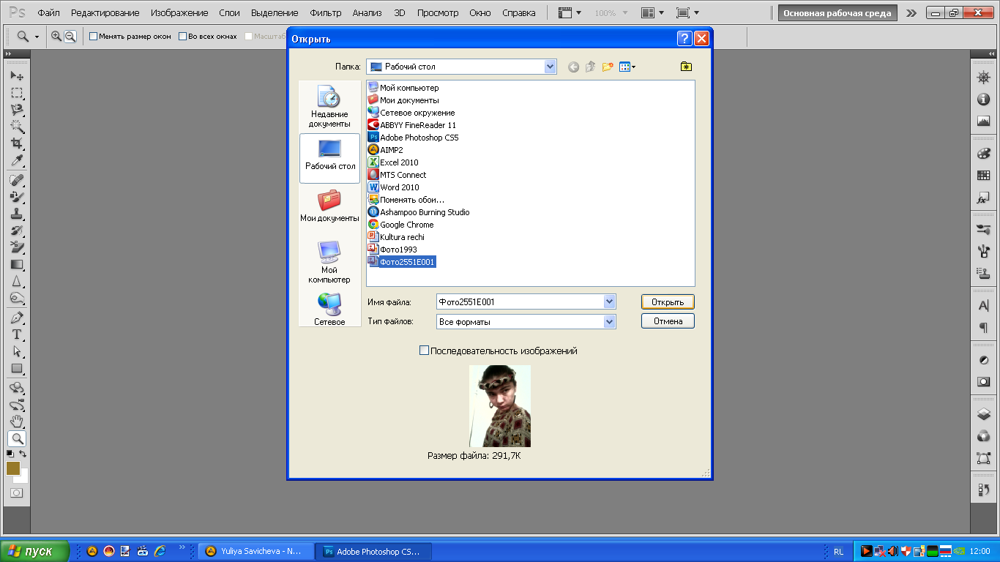 Ps Файл Редактирование Изображение Слои Выделение Фильтр Анализ 3D Просмотр Окно Справка 100% Основная рабочая среда
Менять размер окон Во всех окнах Масштаб
Открыть
Папка: Рабочий стол
Недавние
документы
Рабочий стол
Мои документы
Мой
компьютер
Сетевое
Мой компьютер
Мои документы
Сетевое окружение
ABBYY FineReader 11
Adobe Photoshop CS5
AIMP2
Excel 2010
MTS Connect
Word 2010
Поменять обои...
Ashampoo Burning Studio
Google Chrome
Kultura rechi
Фото1993
Фото2551E001
Имя файла: Фото2551E001 Открыть
Тип файлов: Все форматы Отмена
Последовательность изображений
Размер файла: 291,7K
пуск Yuliya Savicheva - N... Ps Adobe Photoshop CS... RL 12:00